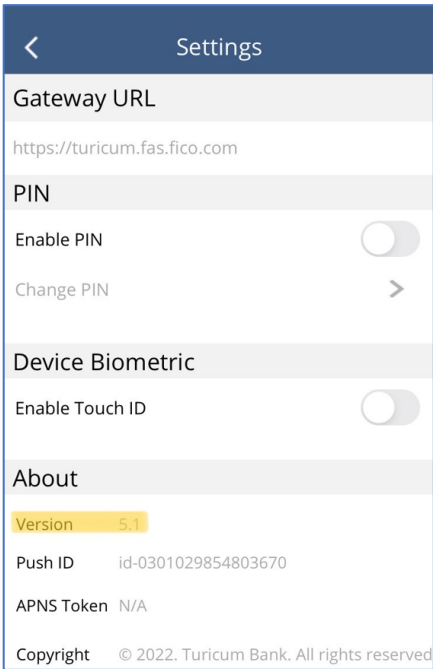 Settings
Gateway URL
https://turicum.fas.fico.com
PIN
Enable PIN
Change PIN
Device Biometric
Enable Touch ID
About
Version 5.1
Push ID id-0301029854803670
APNS Token N/A
Copyright © 2022. Turicum Bank. All rights reserved